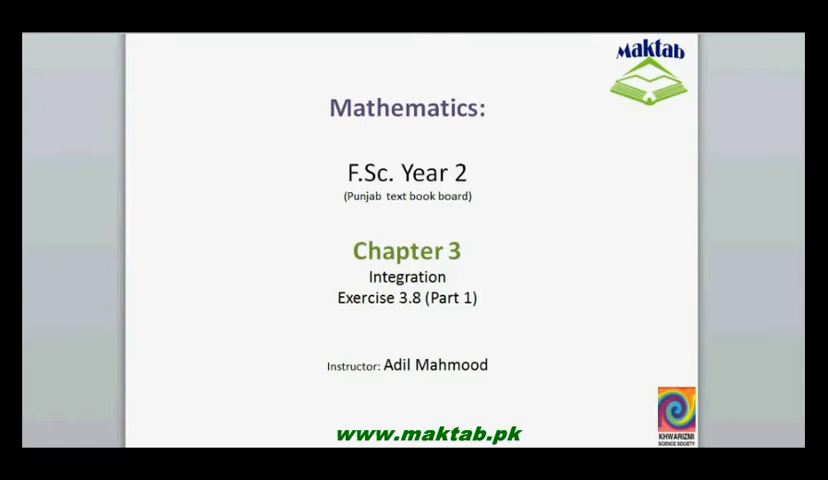 Maktab
Mathematics:
F.Sc. Year 2
(Punjab text book board)
Chapter 3
Integration
Exercise 3.8 (Part 1)
Instructor: Adil Mahmood
www.maktab.pk
KHWARIZMI
SCIENCE SOCIETY